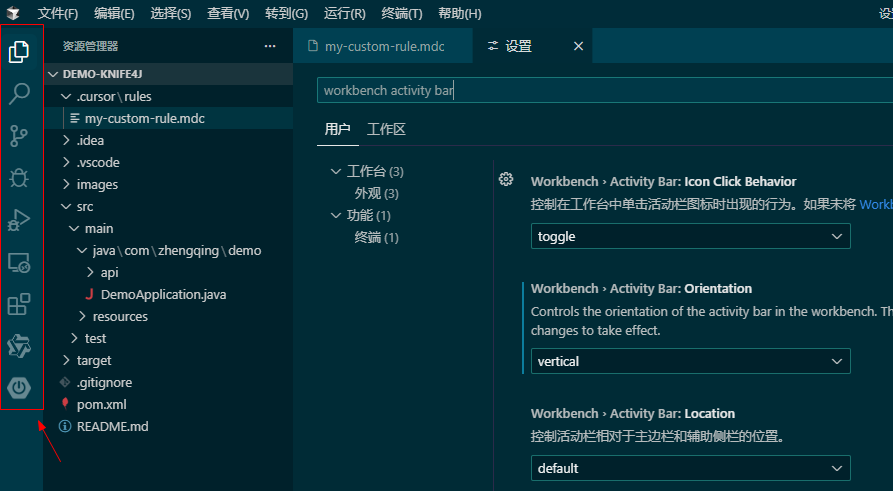 文件(F) 编辑(E) 选择(S) 查看(V) 转到(G) 运行(R) 终端(T) 帮助(H)
资源管理器 ···
my-custom-rule.mdc 设置
DEMO-KNIFE4J
.cursor\rules
my-custom-rule.mdc
.idea
.vscode
images
src
main
java\com\zhengqing\demo
api
J DemoApplication.java
resources
test
target
.gitignore
pom.xml
README.md
workbench activity bar
用户 工作区
工作台 (3)
外观 (3)
功能 (1)
终端 (1)
Workbench › Activity Bar: Icon Click Behavior
控制在工作台中单击活动栏图标时出现的行为。如果未将
toggle
Workbench › Activity Bar: Orientation
Controls the orientation of the activity bar in the workbench.
changes to take effect.
vertical
Workbench › Activity Bar: Location
控制活动栏相对于主边栏和辅助侧栏的位置。
default